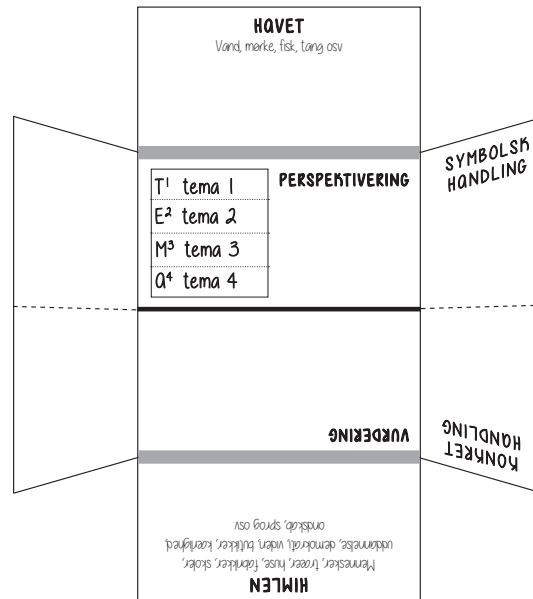 HAVET
Vand, mørke, fisk, tang osv
SYMBOLSK
HANDLING
PERSPEKTIVERING
T¹ tema 1
E² tema 2
M³ tema 3
A⁴ tema 4
KONKRET
HANDLING
VURDERING
HIMLEN
Mennesker, træer, huse, fabrikker, skoler,
uddannelse, demokrati, viden, butikker, kærlighed,
ondskab, sprog osv